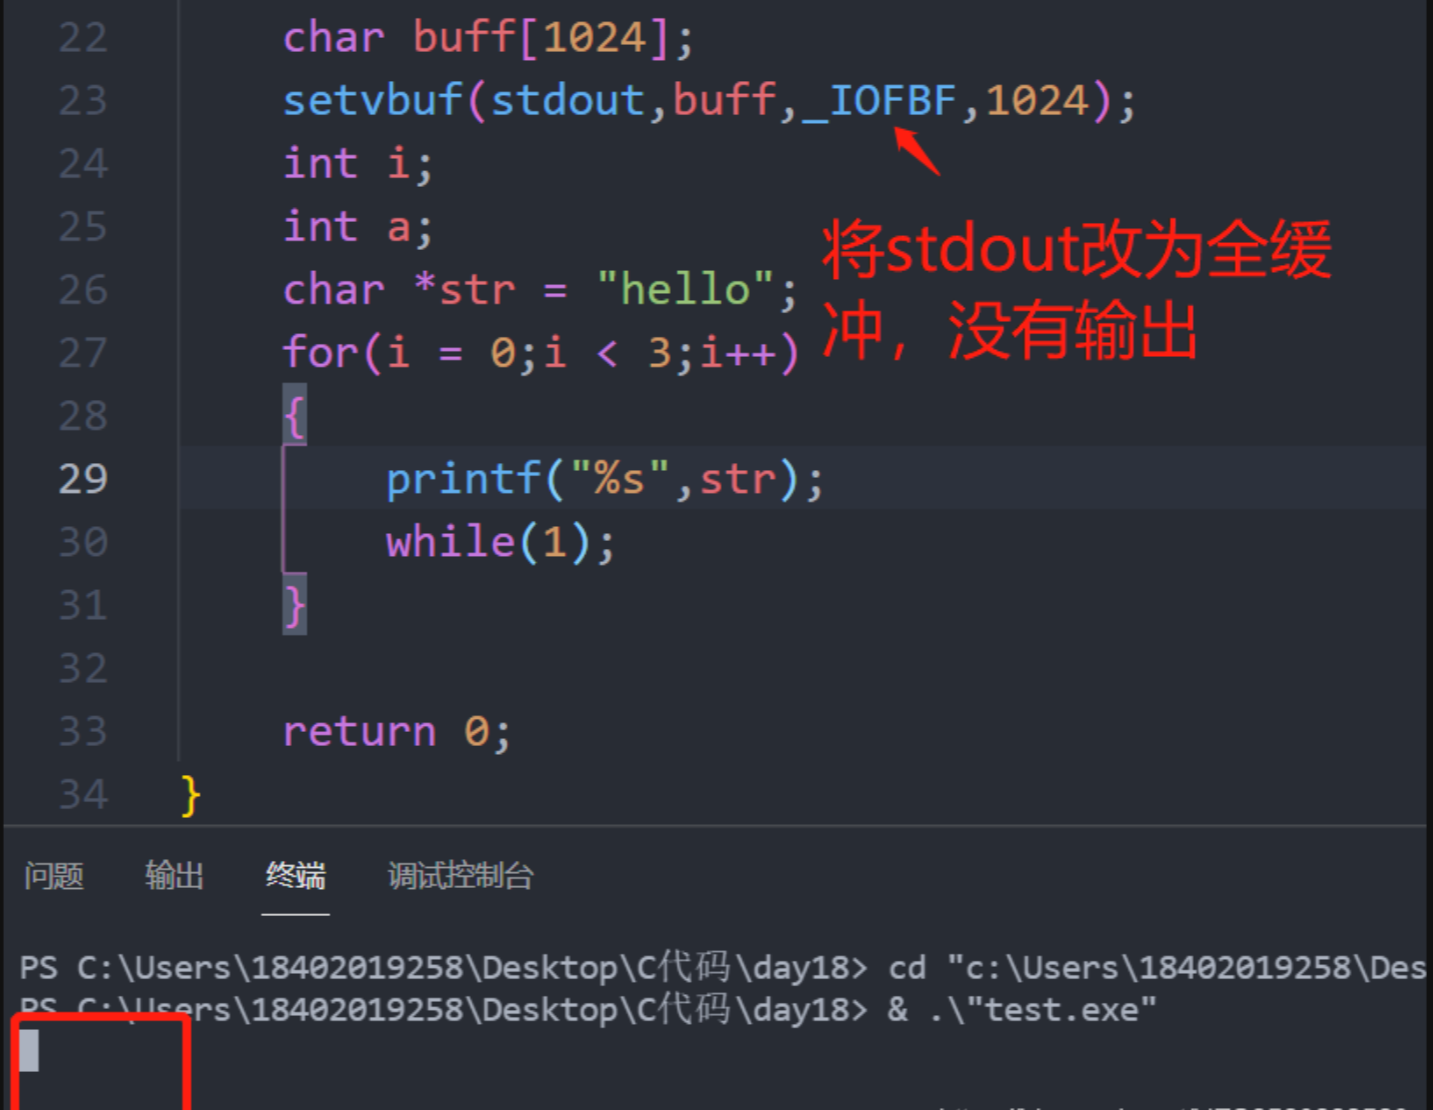 22 char buff[1024];
23 setvbuf(stdout,buff,_IOFBF,1024);
24 int i;
25 int a;
26 char *str = "hello";
27 for(i = 0;i < 3;i++)
28 {
29 printf("%s",str);
30 while(1);
31 }
32
33 return 0;
34 }
将stdout改为全缓
冲，没有输出
问题 输出 终端 调试控制台
PS C:\Users\18402019258\Desktop\C代码\day18> cd "c:\Users\18402019258\Des
PS C:\Users\18402019258\Desktop\C代码\day18> & .\"test.exe"